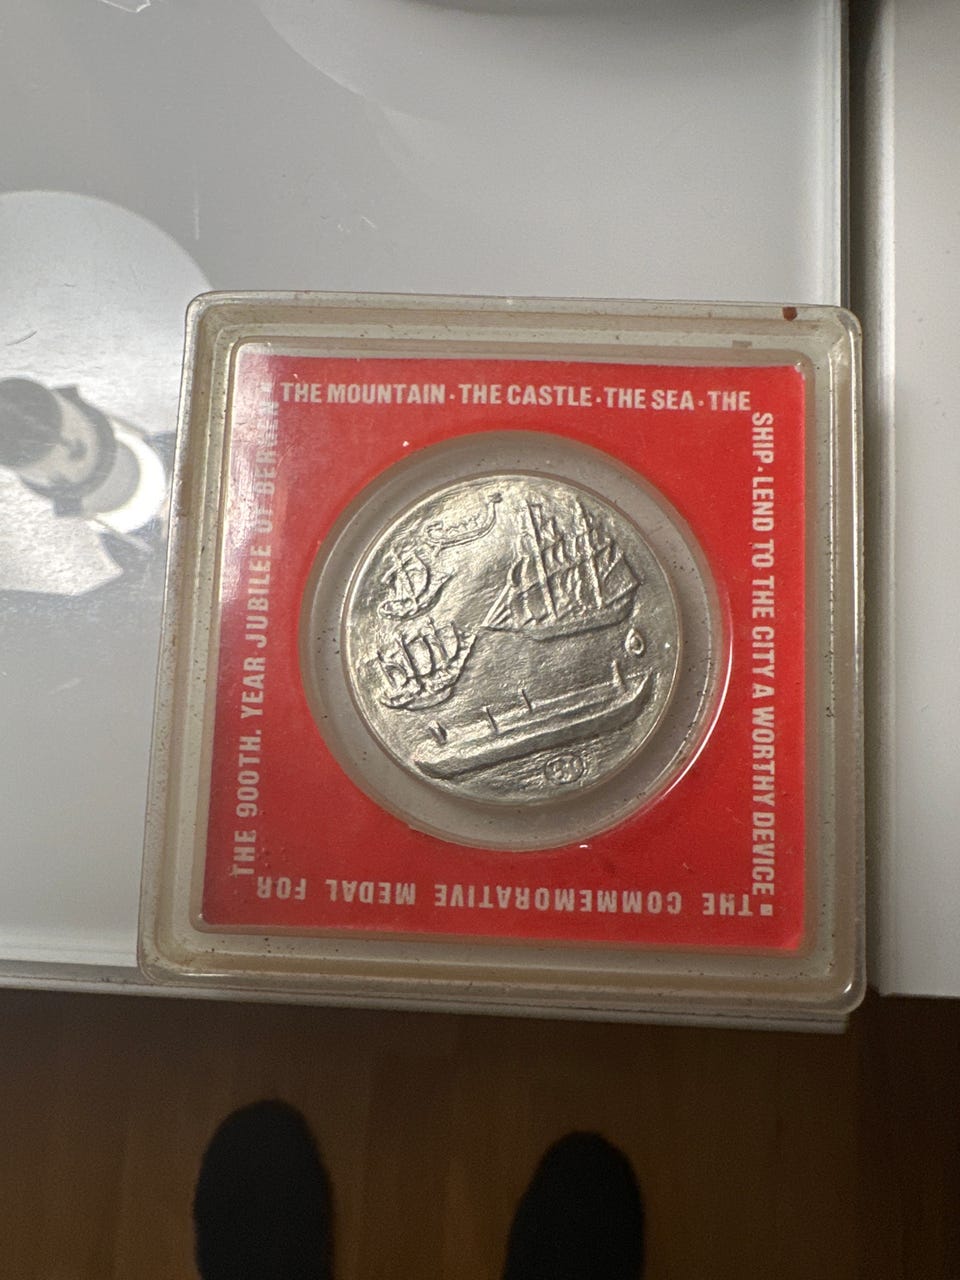 THE MOUNTAIN · THE CASTLE · THE SEA · THE
SHIP · LEND TO THE CITY A WORTHY DEVICE
▪ THE COMMEMORATIVE MEDAL FOR
THE 900TH. YEAR JUBILEE OF